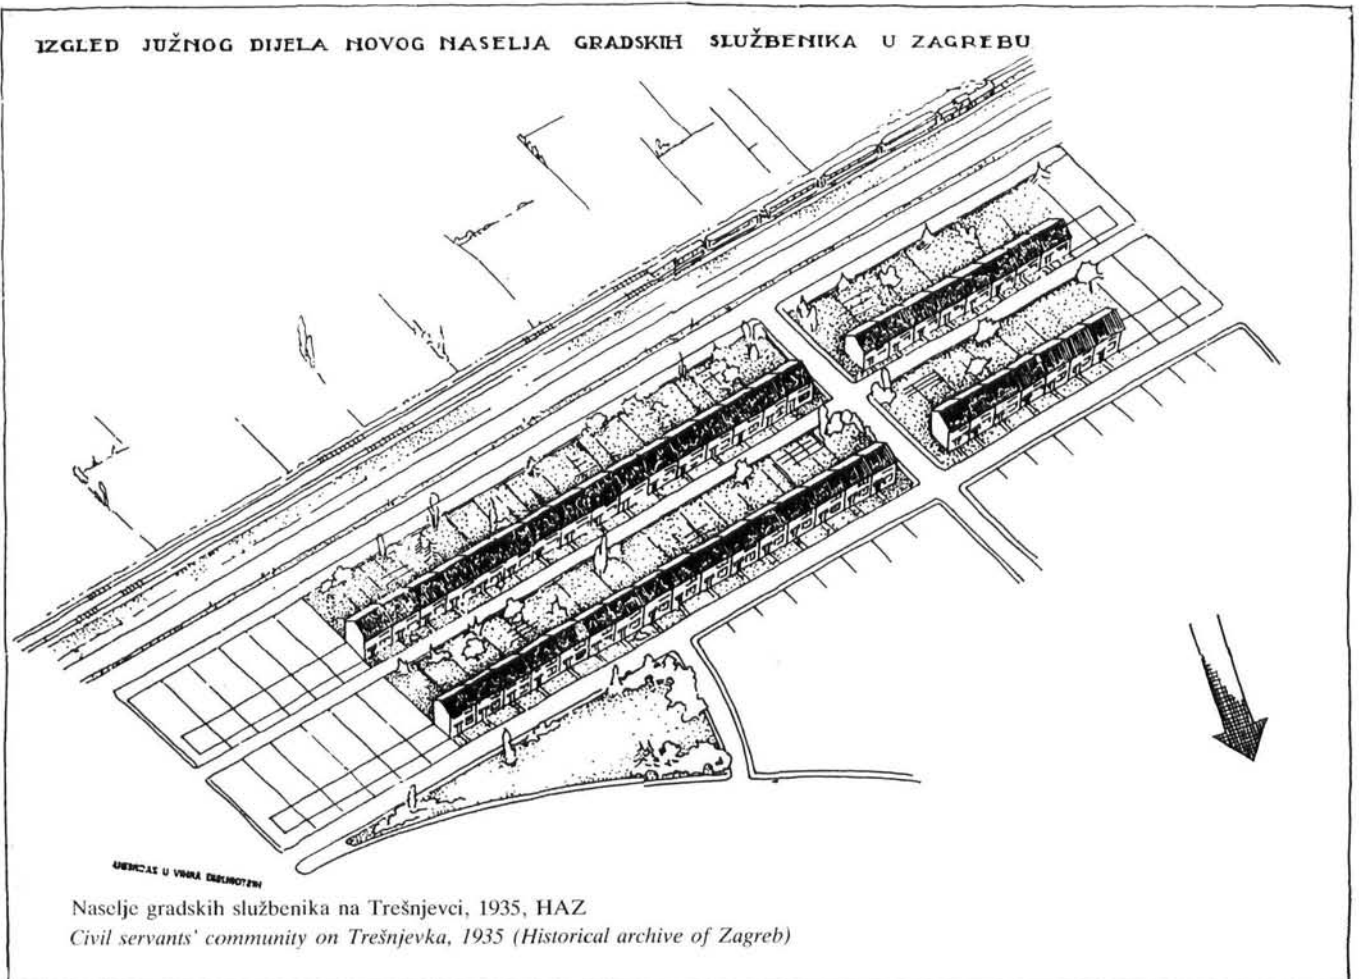 IZGLED JUŽNOG DIJELA NOVOG NASELJA GRADSKIH SLUŽBENIKA U ZAGREBU
Naselje gradskih službenika na Trešnjevci, 1935, HAZ
Civil servants' community on Trešnjevka, 1935 (Historical archive of Zagreb)